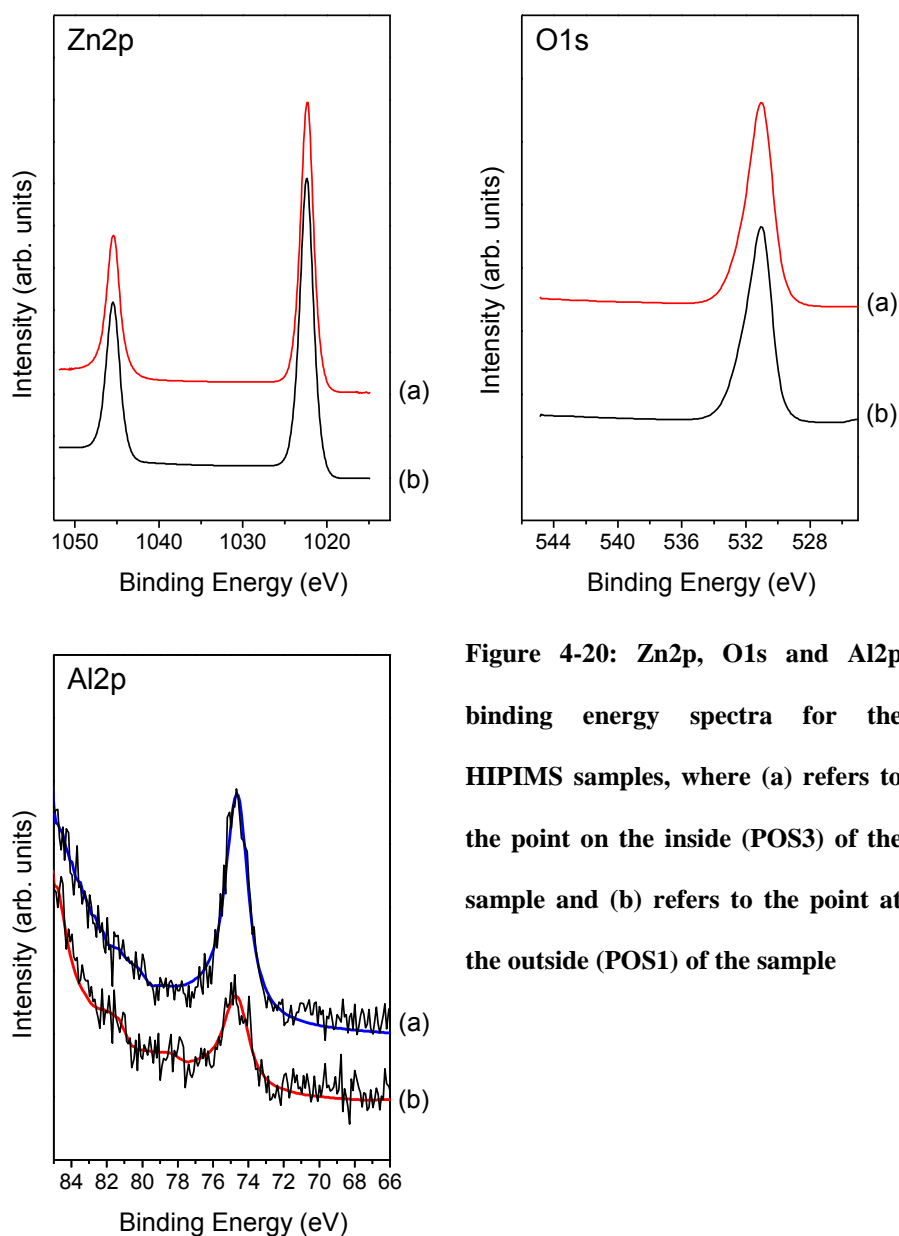 Zn2p
Intensity (arb. units)
(a)
(b)
1050 1040 1030 1020
Binding Energy (eV)
O1s
Intensity (arb. units)
(a)
(b)
544 540 536 532 528
Binding Energy (eV)
Al2p
Intensity (arb. units)
(a)
(b)
84 82 80 78 76 74 72 70 68 66
Binding Energy (eV)
Figure 4-20: Zn2p, O1s and Al2p
binding energy spectra for the
HIPIMS samples, where (a) refers to
the point on the inside (POS3) of the
sample and (b) refers to the point at
the outside (POS1) of the sample